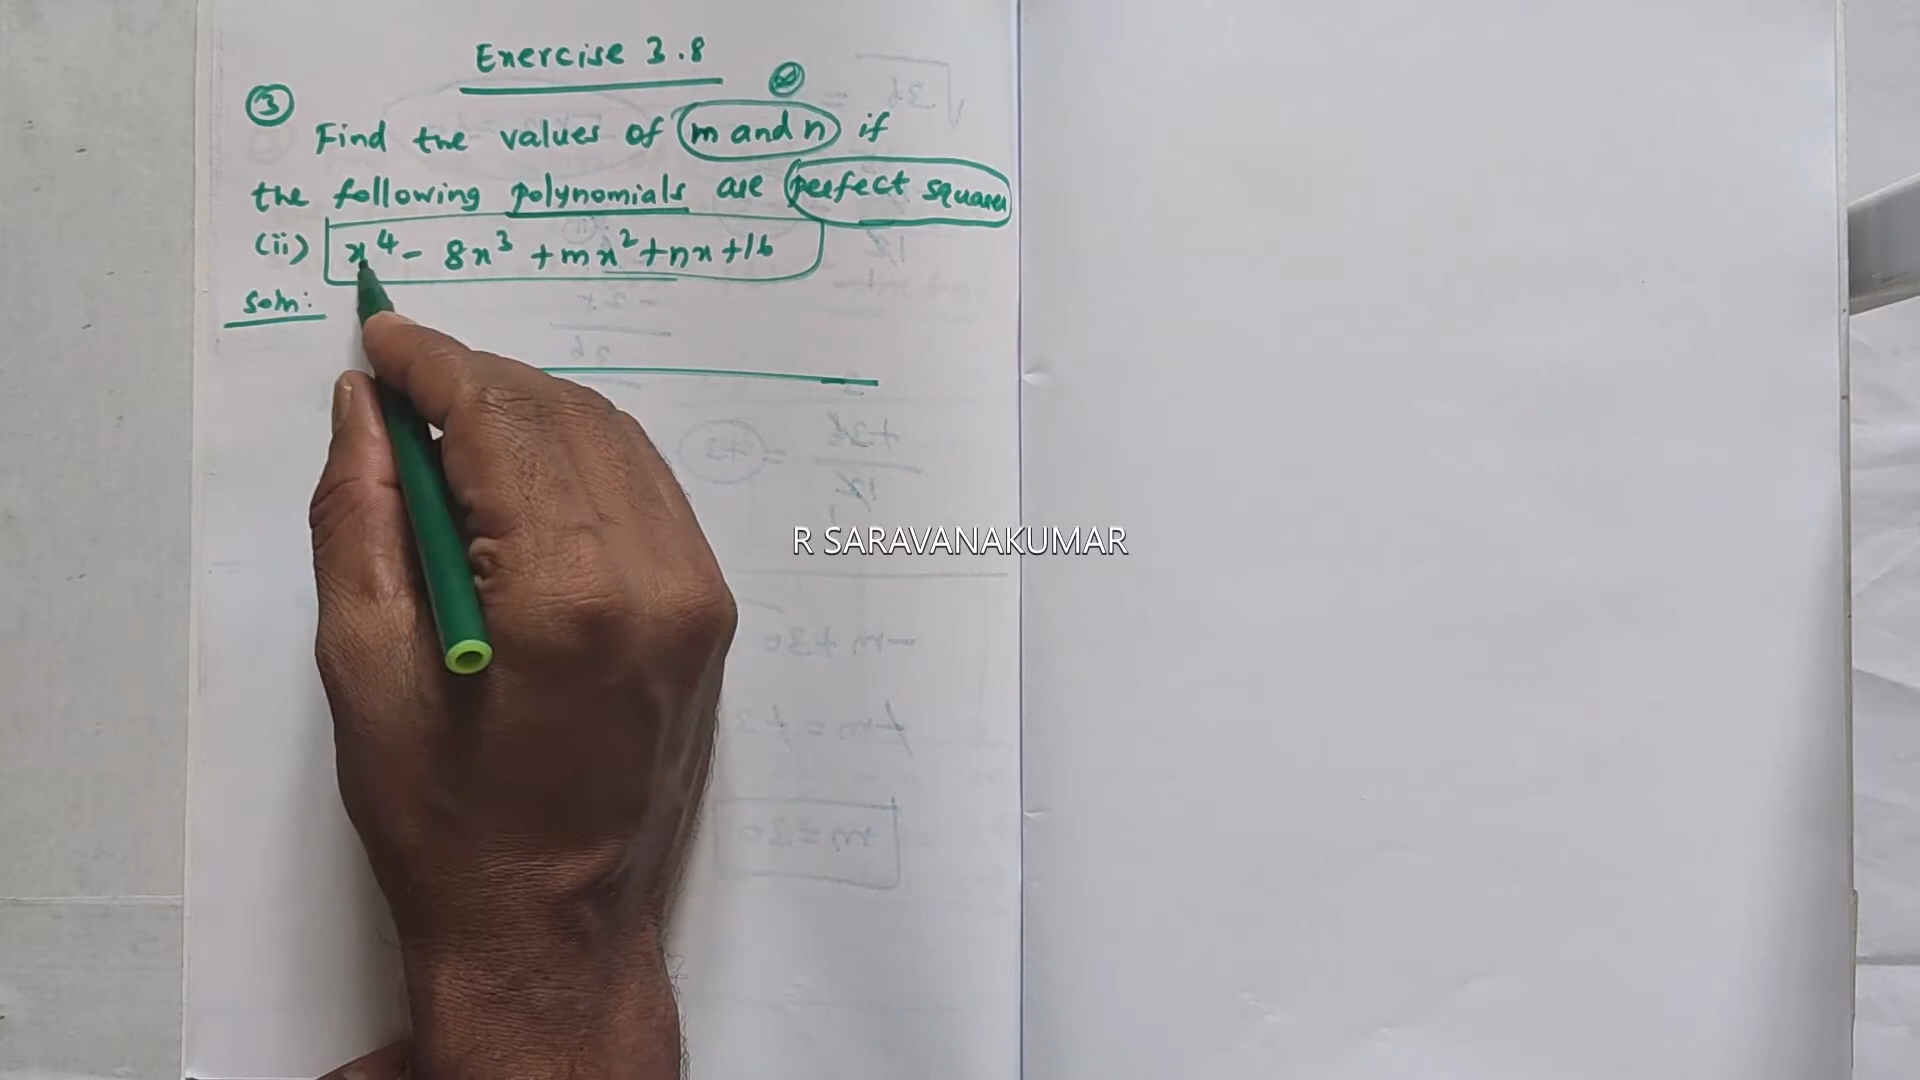 Exercise 3.8
③
Find the values of m and n if
the following polynomials are perfect squares
(ii) x⁴ - 8x³ + mx² + nx + 16
Soln:
R SARAVANAKUMAR